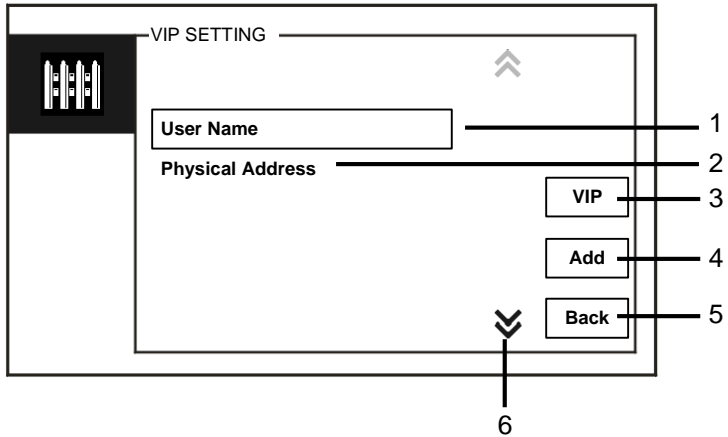 VIP SETTING
User Name
1
Physical Address
2
VIP
3
Add
4
Back
5
6